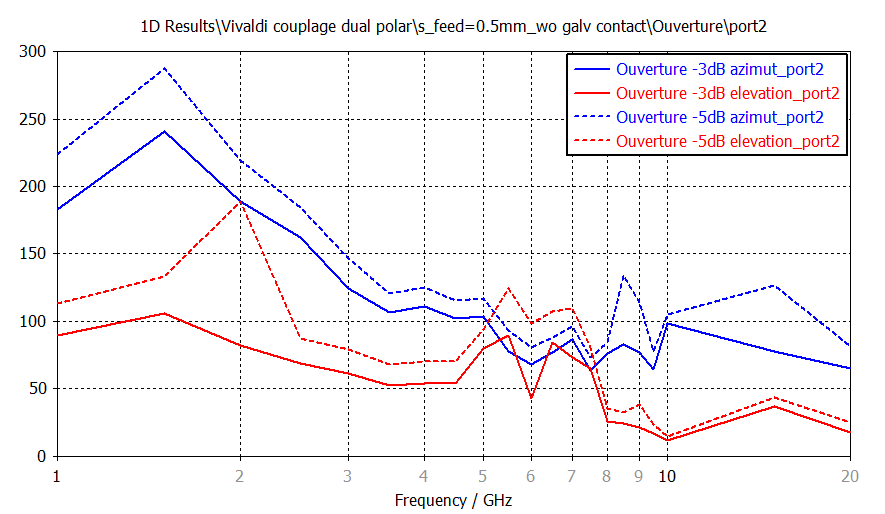 1D Results\Vivaldi couplage dual polar\s_feed=0.5mm_wo galv contact\Ouverture\port2
300
250
200
150
100
50
0
Ouverture -3dB azimut_port2
Ouverture -3dB elevation_port2
Ouverture -5dB azimut_port2
Ouverture -5dB elevation_port2
1 2 3 4 5 6 7 8 9 10 20
Frequency / GHz